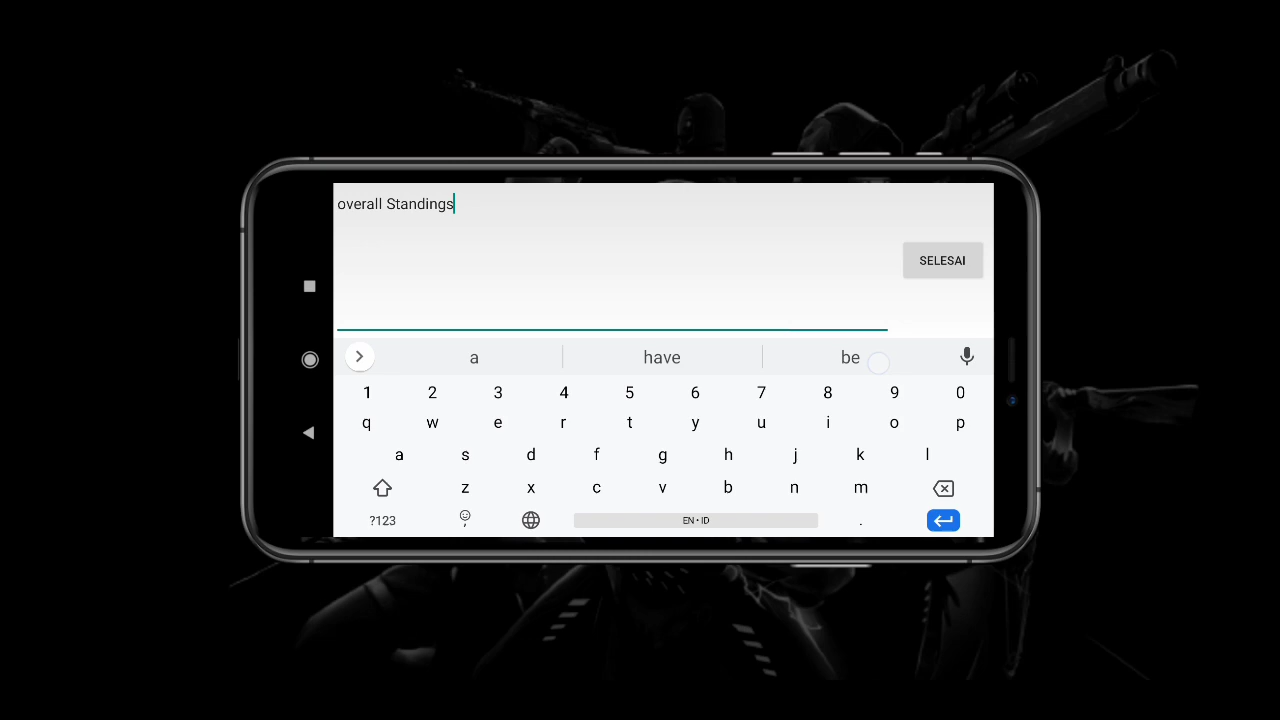 overall Standings
SELESAI
a have be
1 2 3 4 5 6 7 8 9 0
q w e r t y u i o p
a s d f g h j k l
z x c v b n m
?123 , EN • ID .